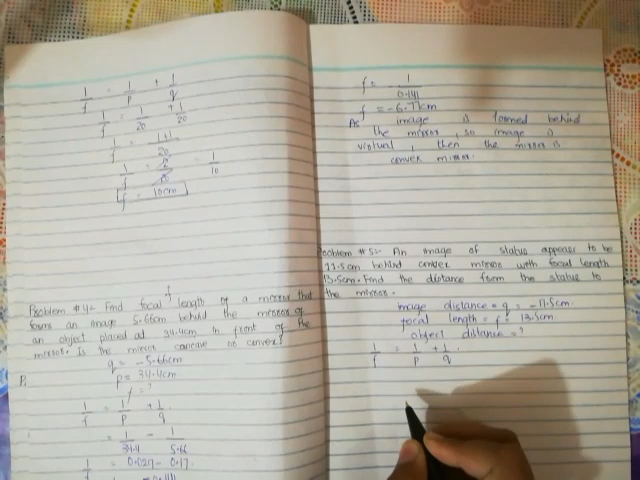 1/f = 1/p + 1/q
1/f = 1/20 + 1/20
1/f = 1+1/20
1/f = 2/20 = 1/10
f = 10cm
Problem #4:- Find focal length of a mirror that
forms an image 5.66cm behind the mirror of
an object placed at 34.4cm in front of the
mirror. Is the mirror concave or convex?
q = -5.66cm
p = 34.4cm
f = ?
1/f = 1/p + 1/q.
= 1/34.4 - 1/5.66
1/f = 0.029 - 0.17.
f = 1/0.141
f = -6.77cm
As image is formed behind
the mirror, so image is
virtual, then the mirror is
convex mirror.
Problem #5:- An image of status appears to be
11.5cm behind convex mirror with focal length
13.5cm. Find the distance form the status to
the mirror.
Image distance = q = -11.5cm.
focal length = f = 13.5cm
object distance = ?
1/f = 1/p + 1/q.